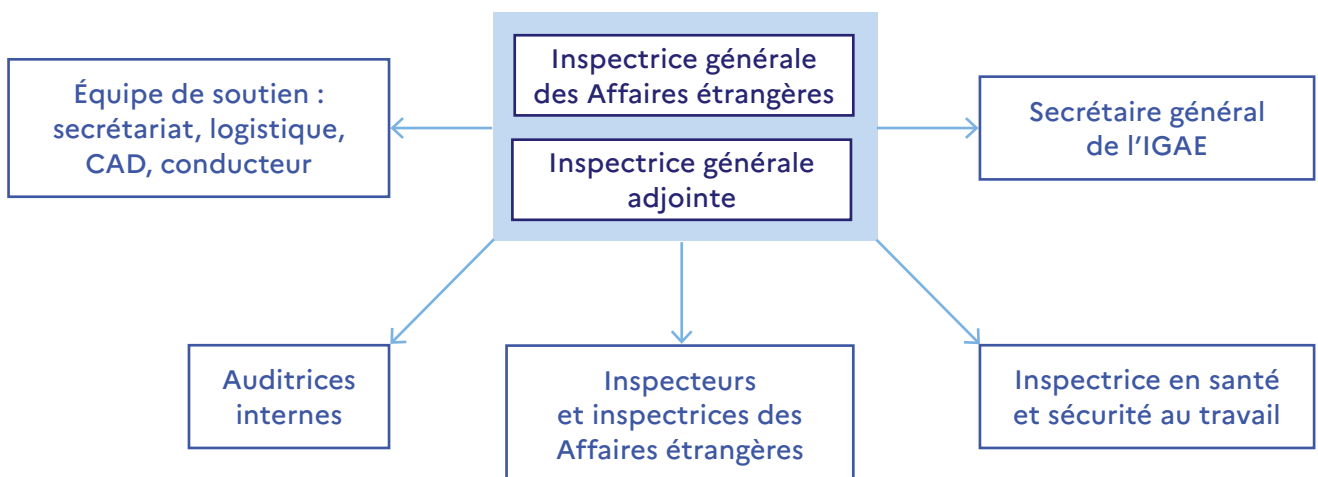 Inspectrice générale
des Affaires étrangères
Inspectrice générale
adjointe
Équipe de soutien :
secrétariat, logistique,
CAD, conducteur
Secrétaire général
de l'IGAE
Auditrices
internes
Inspecteurs
et inspectrices des
Affaires étrangères
Inspectrice en santé
et sécurité au travail